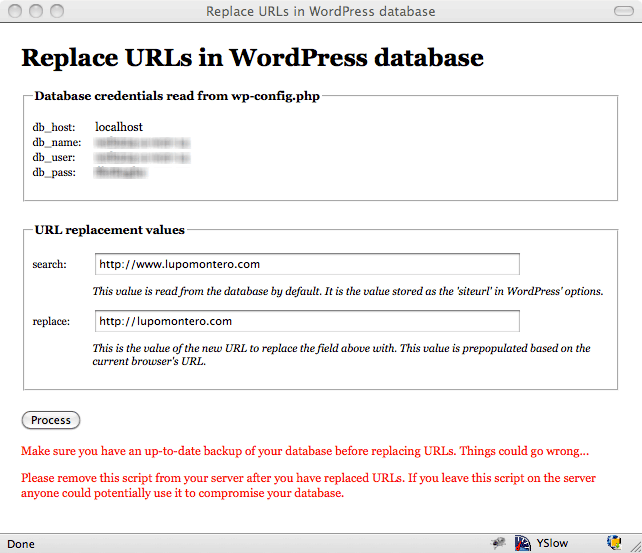 Replace URLs in WordPress database
Replace URLs in WordPress database
Database credentials read from wp-config.php
db_host: localhost
db_name:
db_user:
db_pass:
URL replacement values
search: http://www.lupomontero.com
This value is read from the database by default. It is the value stored as the 'siteurl' in WordPress' options.
replace: http://lupomontero.com
This is the value of the new URL to replace the field above with. This value is prepopulated based on the
current browser's URL.
Process
Make sure you have an up-to-date backup of your database before replacing URLs. Things could go wrong...
Please remove this script from your server after you have replaced URLs. If you leave this script on the server
anyone could potentially use it to compromise your database.
Done YSlow